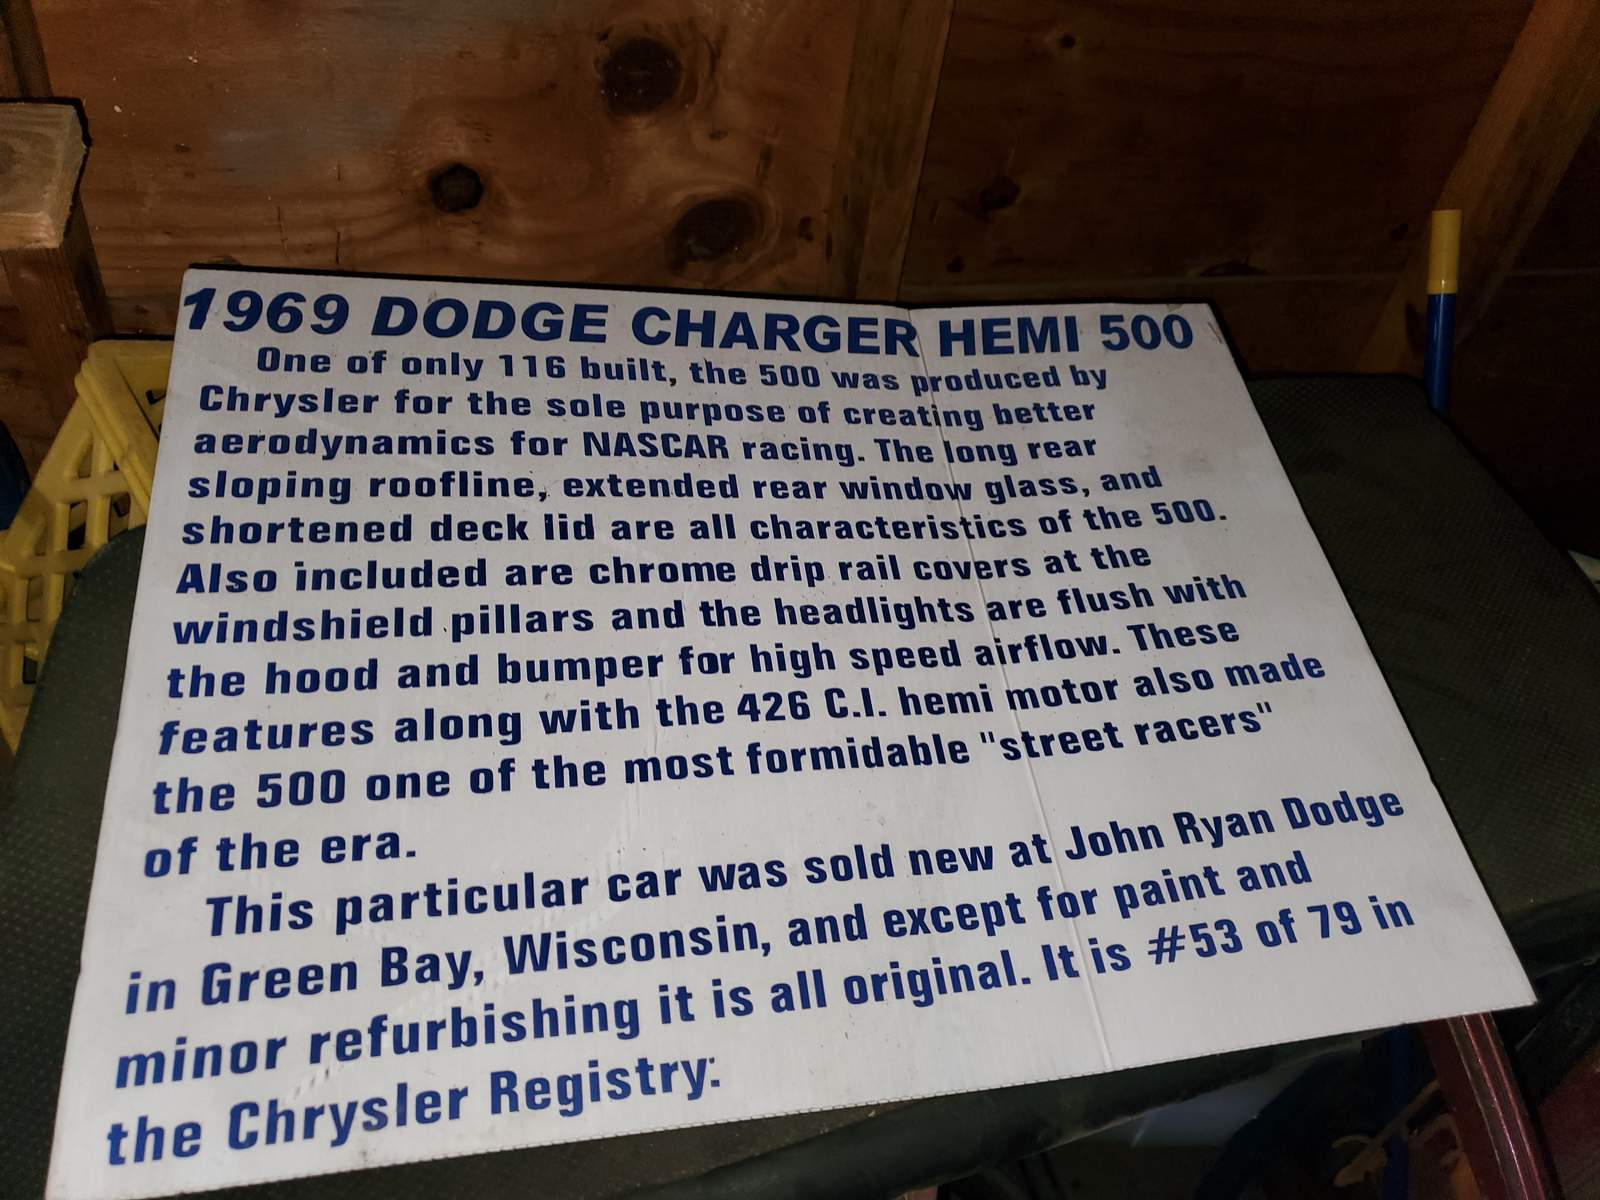 1969 DODGE CHARGER HEMI 500
One of only 116 built, the 500 was produced by
Chrysler for the sole purpose of creating better
aerodynamics for NASCAR racing. The long rear
sloping roofline, extended rear window glass, and
shortened deck lid are all characteristics of the 500.
Also included are chrome drip rail covers at the
windshield pillars and the headlights are flush with
the hood and bumper for high speed airflow. These
features along with the 426 C.I. hemi motor also made
the 500 one of the most formidable "street racers"
of the era.
This particular car was sold new at John Ryan Dodge
in Green Bay, Wisconsin, and except for paint and
minor refurbishing it is all original. It is #53 of 79 in
the Chrysler Registry.